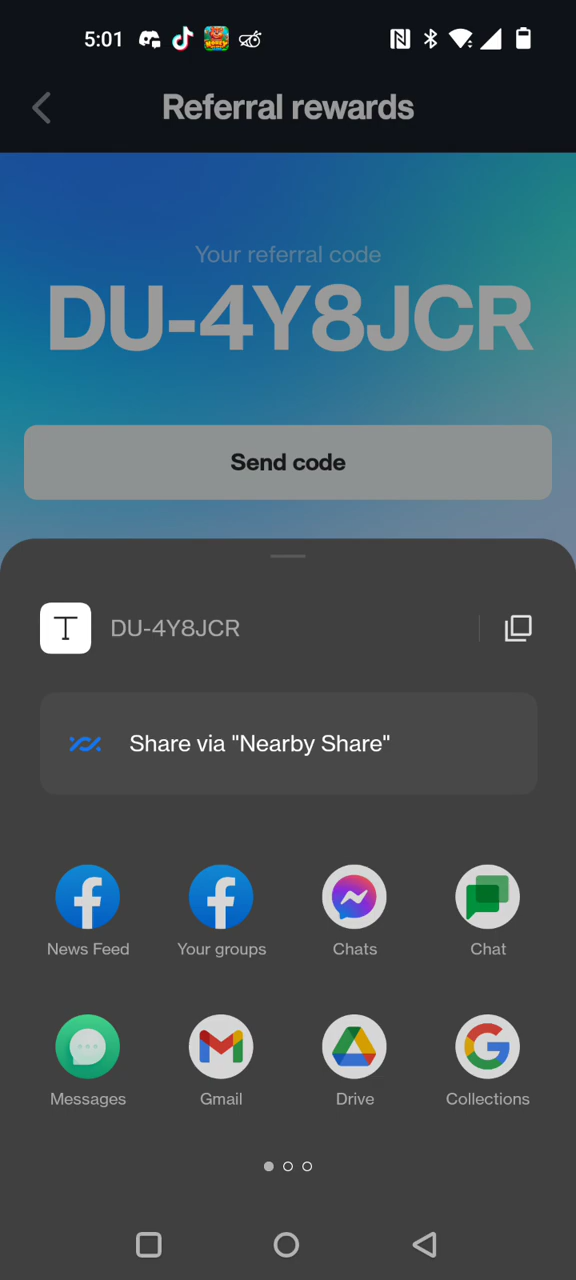 5:01
Referral rewards
Your referral code
DU-4Y8JCR
Send code
T DU-4Y8JCR
Share via "Nearby Share"
News Feed Your groups Chats Chat
Messages Gmail Drive Collections